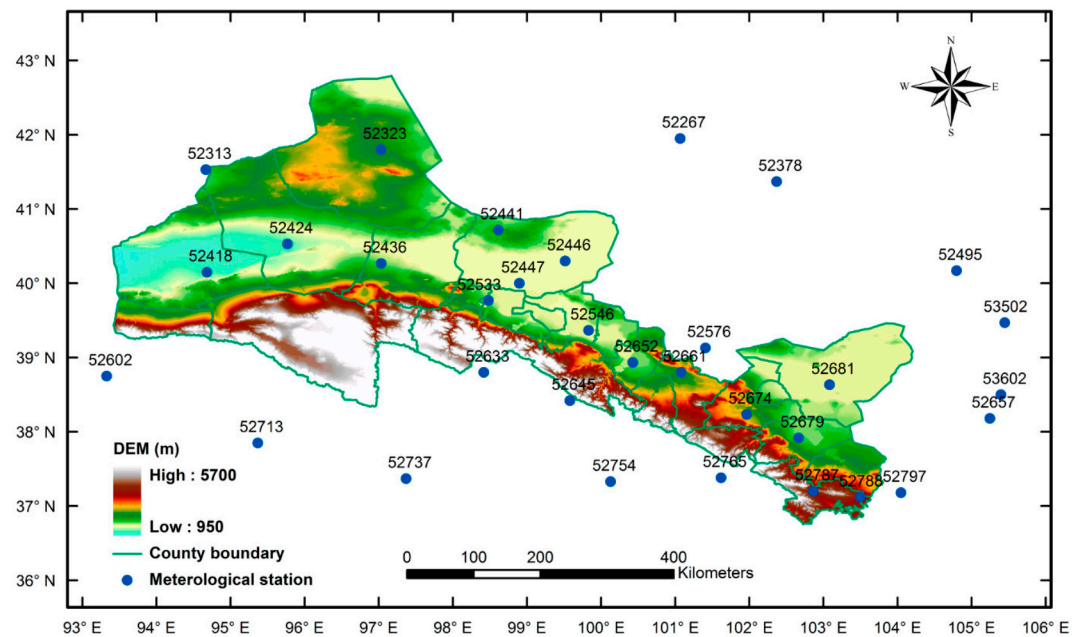 N
W
E
S
43° N
42° N
41° N
40° N
39° N
38° N
37° N
36° N
52267
52323
52313
52378
52441
52424
52446
52436
52418
52495
52447
52533
53502
52546
52576
52652
52661
52602
52633
52681
52645
53602
52674
52657
52679
52713
52737
52754
52765
52787
52788
52797
DEM (m)
High : 5700
Low : 950
County boundary
Meterological station
0 100 200 400
Kilometers
93° E 94° E 95° E 96° E 97° E 98° E 99° E 100° E 101° E 102° E 103° E 104° E 105° E 106° E